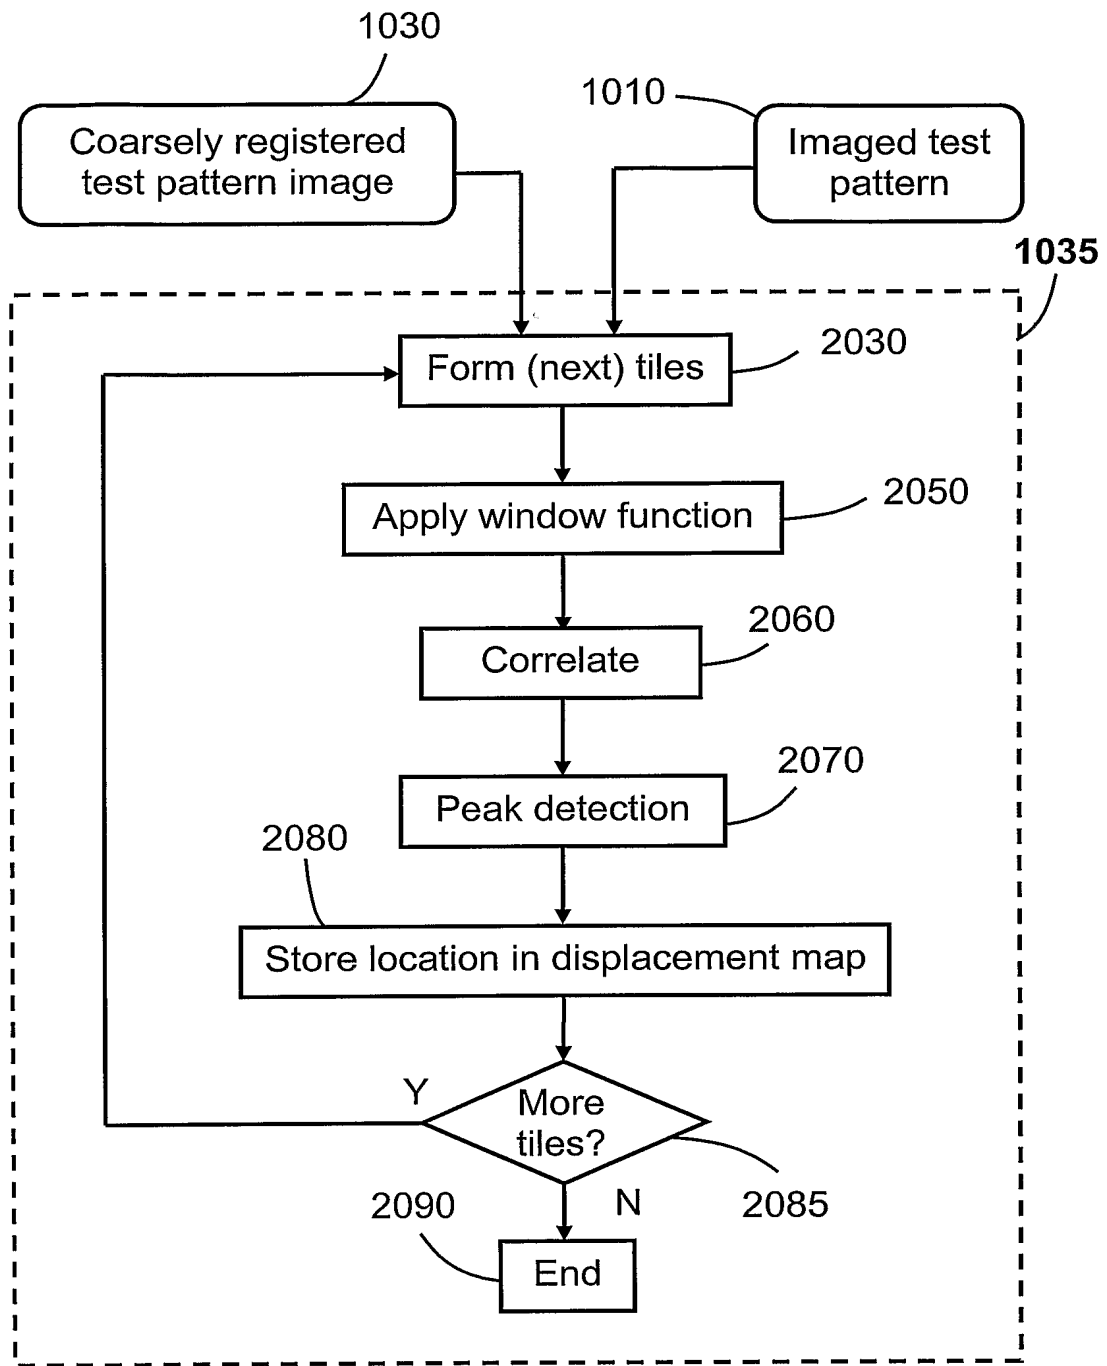 1030
1010
Coarsely registered
test pattern image
Imaged test
pattern
1035
Form (next) tiles
2030
Apply window function
2050
2060
Correlate
2070
Peak detection
2080
Store location in displacement map
Y
More
tiles?
2090
N
2085
End